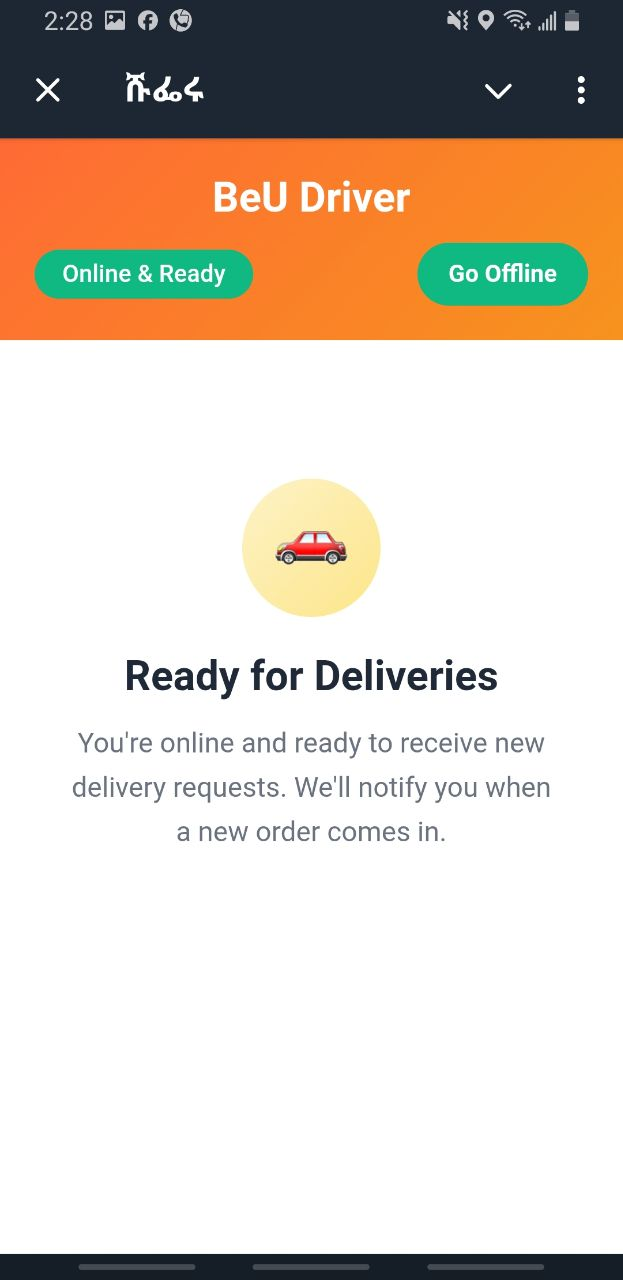 2:28
ሹፌሩ
BeU Driver
Online & Ready
Go Offline
Ready for Deliveries
You're online and ready to receive new
delivery requests. We'll notify you when
a new order comes in.